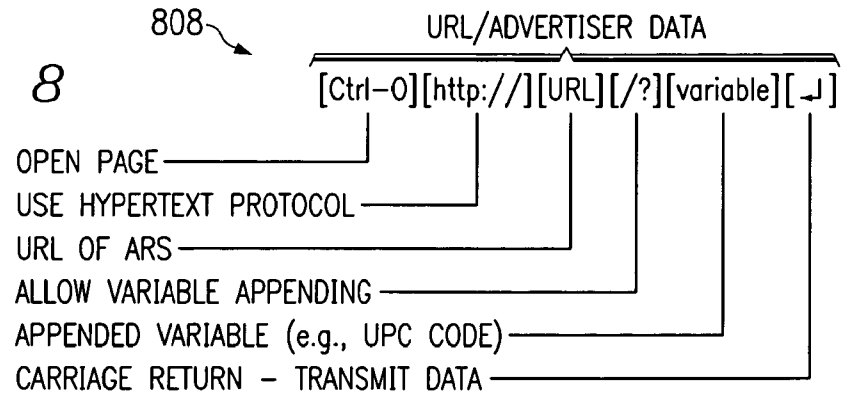 808
URL/ADVERTISER DATA
8
[Ctrl-O][http://][URL][/?][variable][↵]
OPEN PAGE
USE HYPERTEXT PROTOCOL
URL OF ARS
ALLOW VARIABLE APPENDING
APPENDED VARIABLE (e.g., UPC CODE)
CARRIAGE RETURN - TRANSMIT DATA